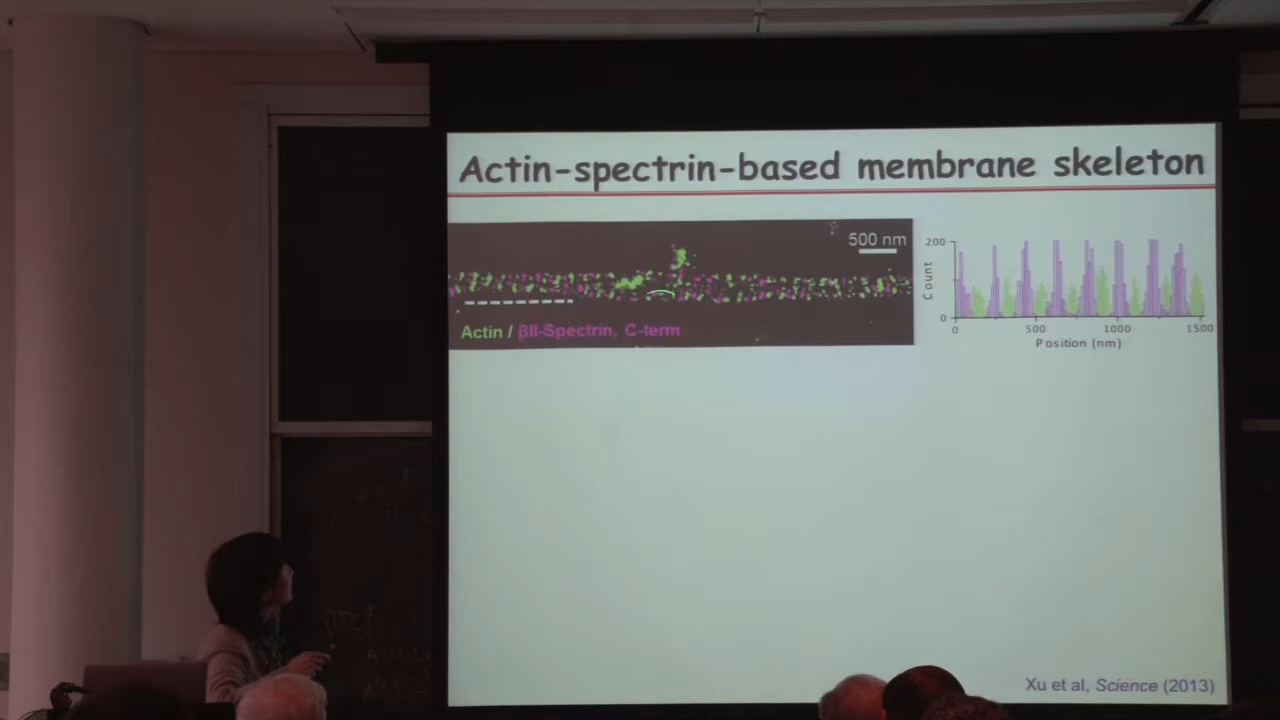 Actin-spectrin-based membrane skeleton
500 nm
Actin / βII-Spectrin, C-term
200
Count
0
0 500 1000 1500
Position (nm)
Xu et al, Science (2013)